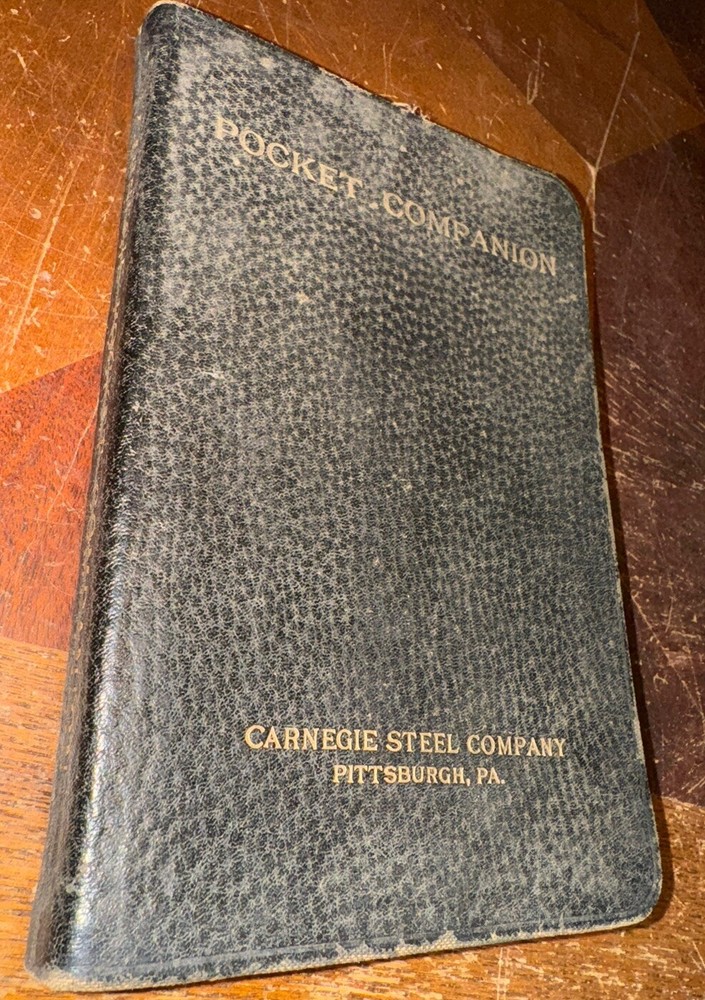 POCKET COMPANION
CARNEGIE STEEL COMPANY
PITTSBURGH, PA.